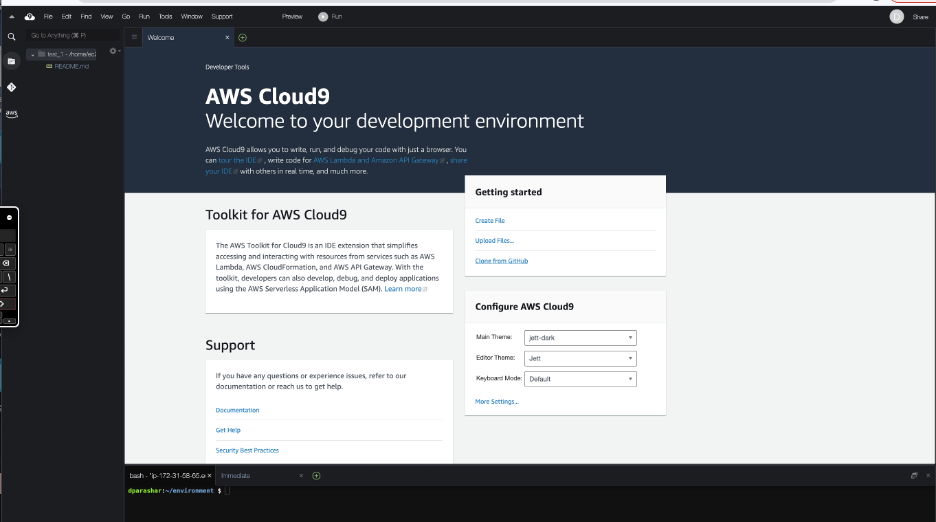 File Edit Find View Go Run Tools Window Support Preview Run Share
D
Go to Anything (⌘ P)
Welcome
test_1 - /home/ec2
README.md
aws
Developer Tools
AWS Cloud9
Welcome to your development environment
AWS Cloud9 allows you to write, run, and debug your code with just a browser. You
can tour the IDE, write code for AWS Lambda and Amazon API Gateway, share
your IDE with others in real time, and much more.
Getting started
Create File
Upload Files...
Clone from GitHub
Toolkit for AWS Cloud9
The AWS Toolkit for Cloud9 is an IDE extension that simplifies
accessing and interacting with resources from services such as AWS
Lambda, AWS CloudFormation, and AWS API Gateway. With the
toolkit, developers can also develop, debug, and deploy applications
using the AWS Serverless Application Model (SAM). Learn more
Configure AWS Cloud9
Main Theme: jett-dark
Editor Theme: Jett
Keyboard Mode: Default
More Settings...
Support
If you have any questions or experience issues, refer to our
documentation or reach us to get help.
Documentation
Get Help
Security Best Practices
bash - "ip-172-31-58-65.e
Immediate
dparashar:~/environment $